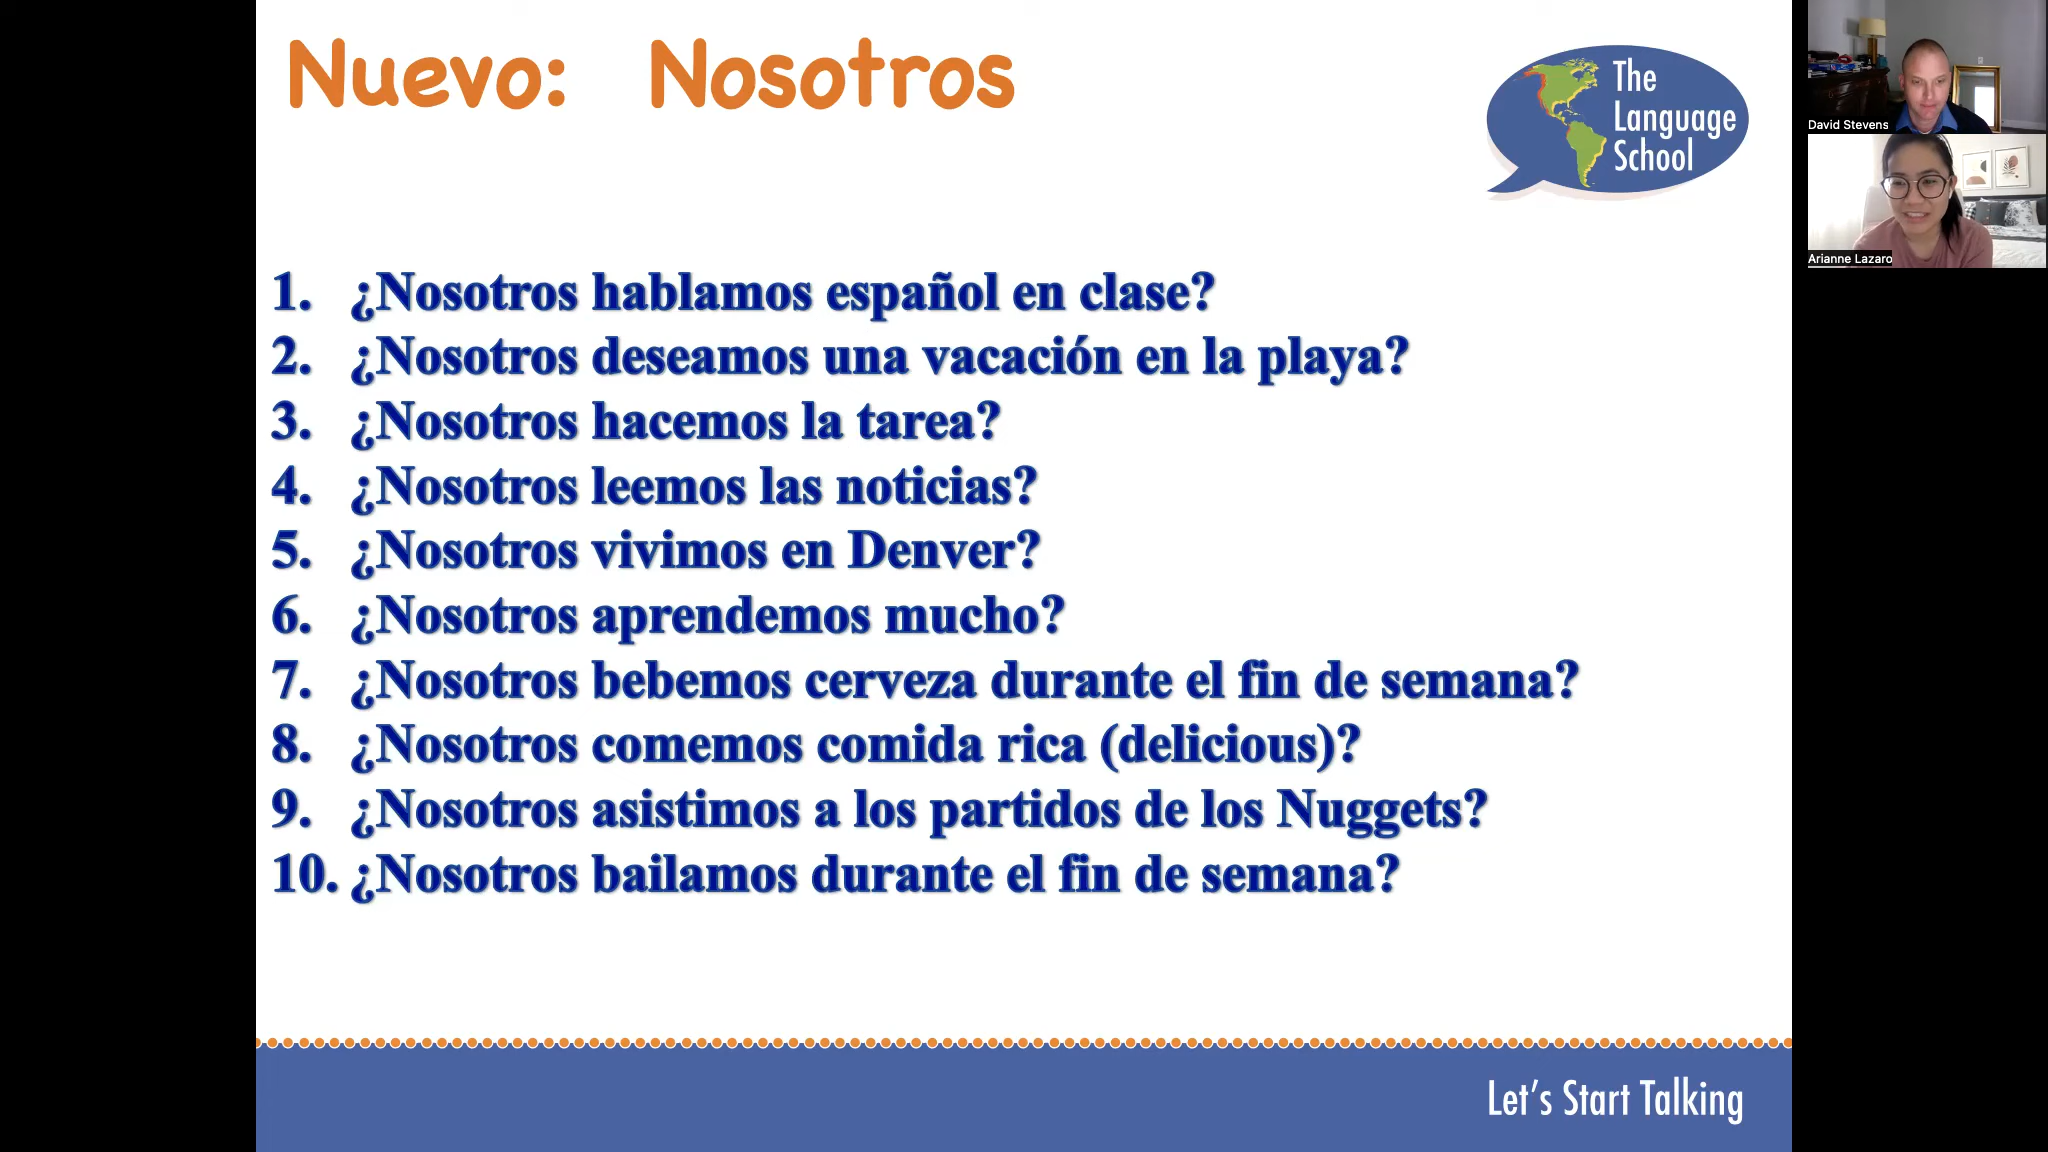 Nuevo: Nosotros
The
Language
School
1. ¿Nosotros hablamos español en clase?
2. ¿Nosotros deseamos una vacación en la playa?
3. ¿Nosotros hacemos la tarea?
4. ¿Nosotros leemos las noticias?
5. ¿Nosotros vivimos en Denver?
6. ¿Nosotros aprendemos mucho?
7. ¿Nosotros bebemos cerveza durante el fin de semana?
8. ¿Nosotros comemos comida rica (delicious)?
9. ¿Nosotros asistimos a los partidos de los Nuggets?
10. ¿Nosotros bailamos durante el fin de semana?
Let's Start Talking
David Stevens
Arianne Lazaro